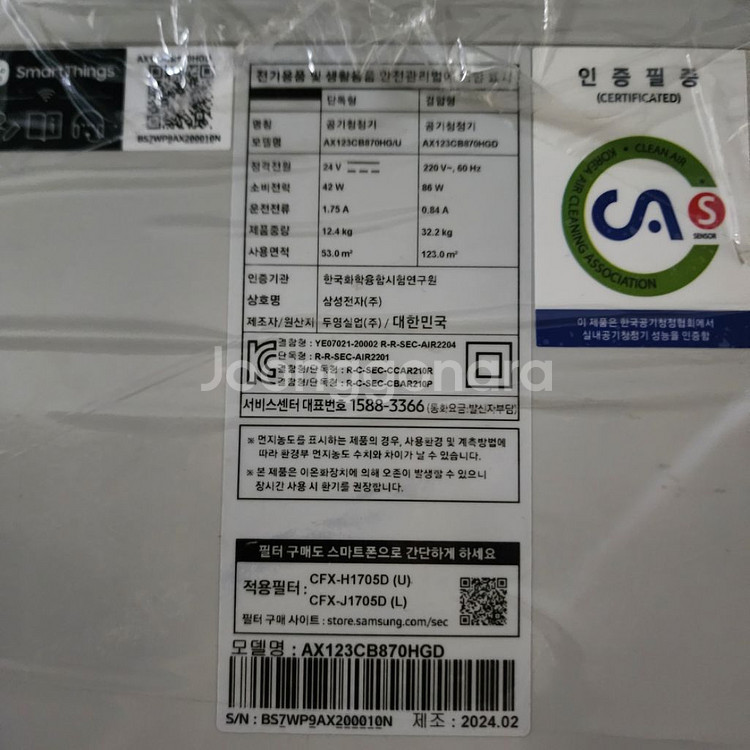 SmartThings
BS7WP9AX200010N
전기용품 및 생활용품 안전관리법에 의한 표시
단독형 결합형
명칭 공기청정기 공기청정기
모델명 AX123CB870HG/U AX123CB870HGD
정격전원 24 V 220 V~, 60 Hz
소비전력 42 W 86 W
운전전류 1.75 A 0.84 A
제품중량 12.4 kg 32.2 kg
사용면적 53.0 m² 123.0 m²
인증기관 한국화학융합시험연구원
상호명 삼성전자(주)
제조자/원산지 두영실업(주) / 대한민국
결합형 : YE07021-20002 R-R-SEC-AIR2204
단독형 : R-R-SEC-AIR2201
결합형/단독형 : R-C-SEC-CCAR210R
결합형/단독형 : R-C-SEC-CBAR210P
서비스센터 대표번호 1588-3366 (통화요금:발신자부담)
※ 먼지농도를 표시하는 제품의 경우, 사용환경 및 계측방법에
따라 환경부 먼지농도 수치와 차이가 날 수 있습니다.
※ 본 제품은 이온화장치에 의해 오존이 발생할 수 있으니
장시간 사용 시 환기를 권장합니다.
필터 구매도 스마트폰으로 간단하게 하세요
적용필터 : CFX-H1705D (U)
CFX-J1705D (L)
필터 구매 사이트 : store.samsung.com/sec
모델명 : AX123CB870HGD
S/N : BS7WP9AX200010N 제조 : 2024.02
인증필증
(CERTIFICATED)
CLEAN AIR
KOREA AIR CLEANING ASSOCIATION
CA
S
SENSOR
이 제품은 한국공기청정협회에서
실내공기청정기 성능을 인증함
Joonggonara